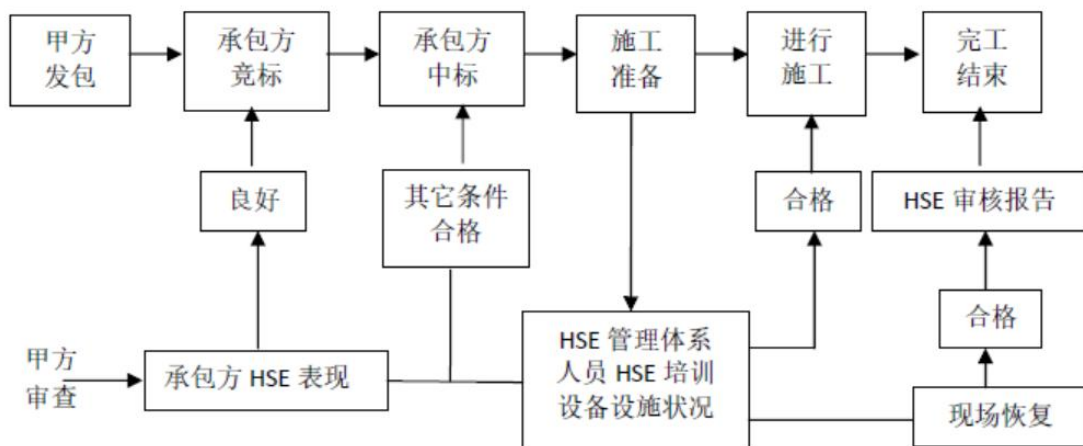 甲方
发包
承包方
竞标
承包方
中标
施工
准备
进行
施工
完工
结束
良好
其它条件
合格
合格
HSE 审核报告
合格
甲方
审查
承包方 HSE 表现
HSE 管理体系
人员 HSE 培训
设备设施状况
现场恢复